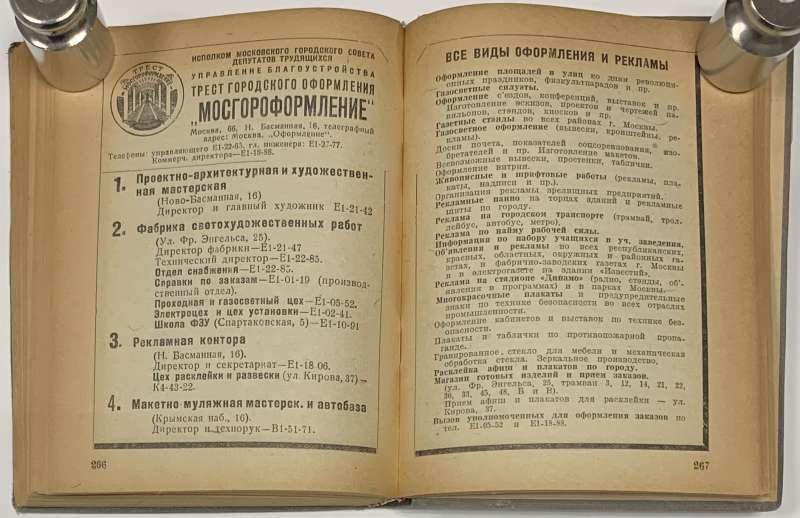 ТРЕСТ
ИСПОЛКОМ МОСКОВСКОГО ГОРОДСКОГО СОВЕТА
ДЕПУТАТОВ ТРУДЯЩИХСЯ
УПРАВЛЕНИЕ БЛАГОУСТРОЙСТВА
ТРЕСТ ГОРОДСКОГО ОФОРМЛЕНИЯ
„МОСГОРОФОРМЛЕНИЕ"
Москва, 66, Н. Басманная, 16, телеграфный
адрес: Москва, „Оформление".
Телефоны: управляющего Е1-22-65, гл. инженера: Е1-27-77.
Коммерч. директора—Е1-18-88.
1. Проектно-архитектурная и художествен-
ная мастерская
(Ново-Басманная, 16)
Директор и главный художник Е1-21-42
2. Фабрика светохудожественных работ
(Ул. Фр. Энгельса, 25).
Директор фабрики—Е1-21-47
Технический директор—Е1-22-85.
Отдел снабжения—Е1-22-85.
Справки по заказам—Е1-01-19 (производ-
ственный отдел).
Проходная и газосветный цех—Е1-05-52.
Электроцех и цех установки—Е1-02-41.
Школа ФЗУ (Спартаковская, 5)—Е1-10-91
3. Рекламная контора
(Н. Басманная, 16).
Директор и секретариат—Е1-18 06.
Цех расклейки и развески (ул. Кирова, 37)—
К4-43-22.
4. Макетно-муляжная мастерск. и автобаза
(Крымская наб., 16).
Директор и технорук—В1-51-71.
266
ВСЕ ВИДЫ ОФОРМЛЕНИЯ И РЕКЛАМЫ
Оформление площадей и улиц ко дням революци-
онных праздников, физкультпарадов и пр.
Газосветные силуэты.
Оформление с'ездов, конференций, выставок и пр.
Изготовление эскизов, проектов и чертежей па-
вильонов, стендов, киосков и пр.
Газетные стенды во всех районах г. Москвы.
Газосветное оформление (вывески, кронштейны, ре-
кламы).
Доски почета, показателей соцсоревнования, изо-
бретателей и пр. Изготовление макетов.
Всевозможные вывески, простенки, таблички.
Оформление витрин.
Живописные и шрифтовые работы (рекламы, пла-
каты, надписи и пр.).
Организация рекламы, зрелищных предприятий.
Рекламные панно на торцах зданий и рекламные
щиты по городу.
Реклама на городском транспорте (трамвай, трол-
лейбус, автобус, метро).
Реклама по найму рабочей силы.
Информация по набору учащихся в уч. заведения.
Об'явления и рекламы во всех республиканских,
краевых, областных, окружных и районных га-
зетах, в фабрично-заводских газетах г. Москвы
и в электрогазете на здании «Известий».
Реклама на стадионе «Динамо» (радио, стенды, об'-
явления в программах) и в парках Москвы.
Многокрасочные плакаты и предупредительные
знаки по технике безопасности во всех отраслях
промышленности.
Оформление кабинетов и выставок по технике без-
опасности.
Плакаты и таблички по противопожарной пропа-
ганде.
Гравированное стекло для мебели и механическая
обработка стекла. Зеркальное производство.
Расклейка афиш и плакатов по городу.
Магазин готовых изделий и прием заказов.
(ул. Фр. Энгельса, 25, трамваи 3, 12, 14, 21, 22,
26, 33, 45, 48, Б и В).
Прием афиш и плакатов для расклейки — ул.
Кирова, 37.
Вызов уполномоченных для оформления заказов по
тел. Е1-05-52 и Е1-18-88.
267